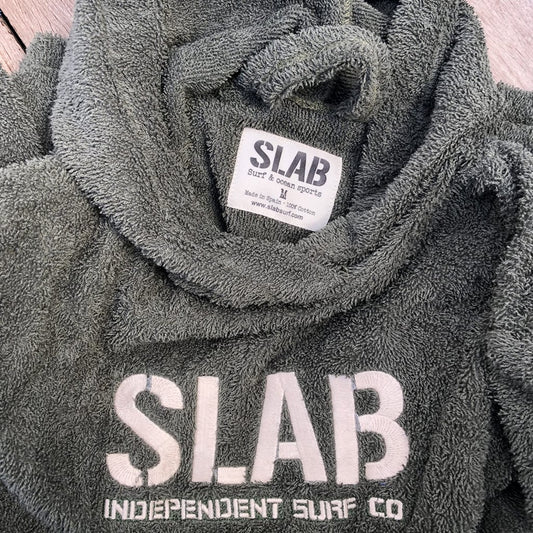 SLAB
Surf & ocean sports
M
Made in Spain - 100% Cotton
www.slabsurf.com
SLAB
INDEPENDENT SURF CO